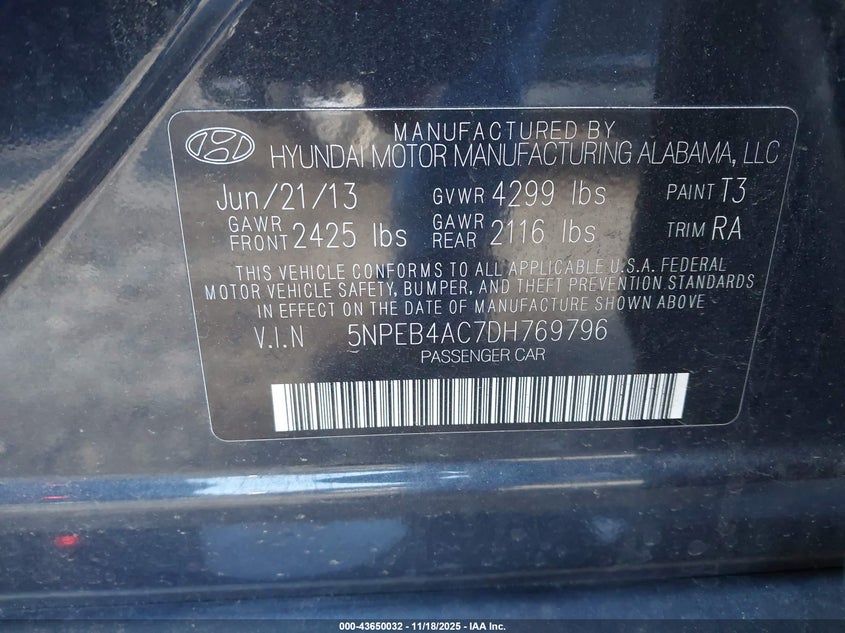 MANUFACTURED BY
HYUNDAI MOTOR MANUFACTURING ALABAMA, LLC
Jun/21/13 GVWR 4299 lbs PAINT T3
GAWR FRONT 2425 lbs GAWR REAR 2116 lbs TRIM RA
THIS VEHICLE CONFORMS TO ALL APPLICABLE U.S.A. FEDERAL
MOTOR VEHICLE SAFETY, BUMPER, AND THEFT PREVENTION STANDARDS
IN EFFECT ON THE DATE OF MANUFACTURE SHOWN ABOVE
V.I.N 5NPEB4AC7DH769796
PASSENGER CAR
000-43650032 - 11/18/2025 - IAA Inc.